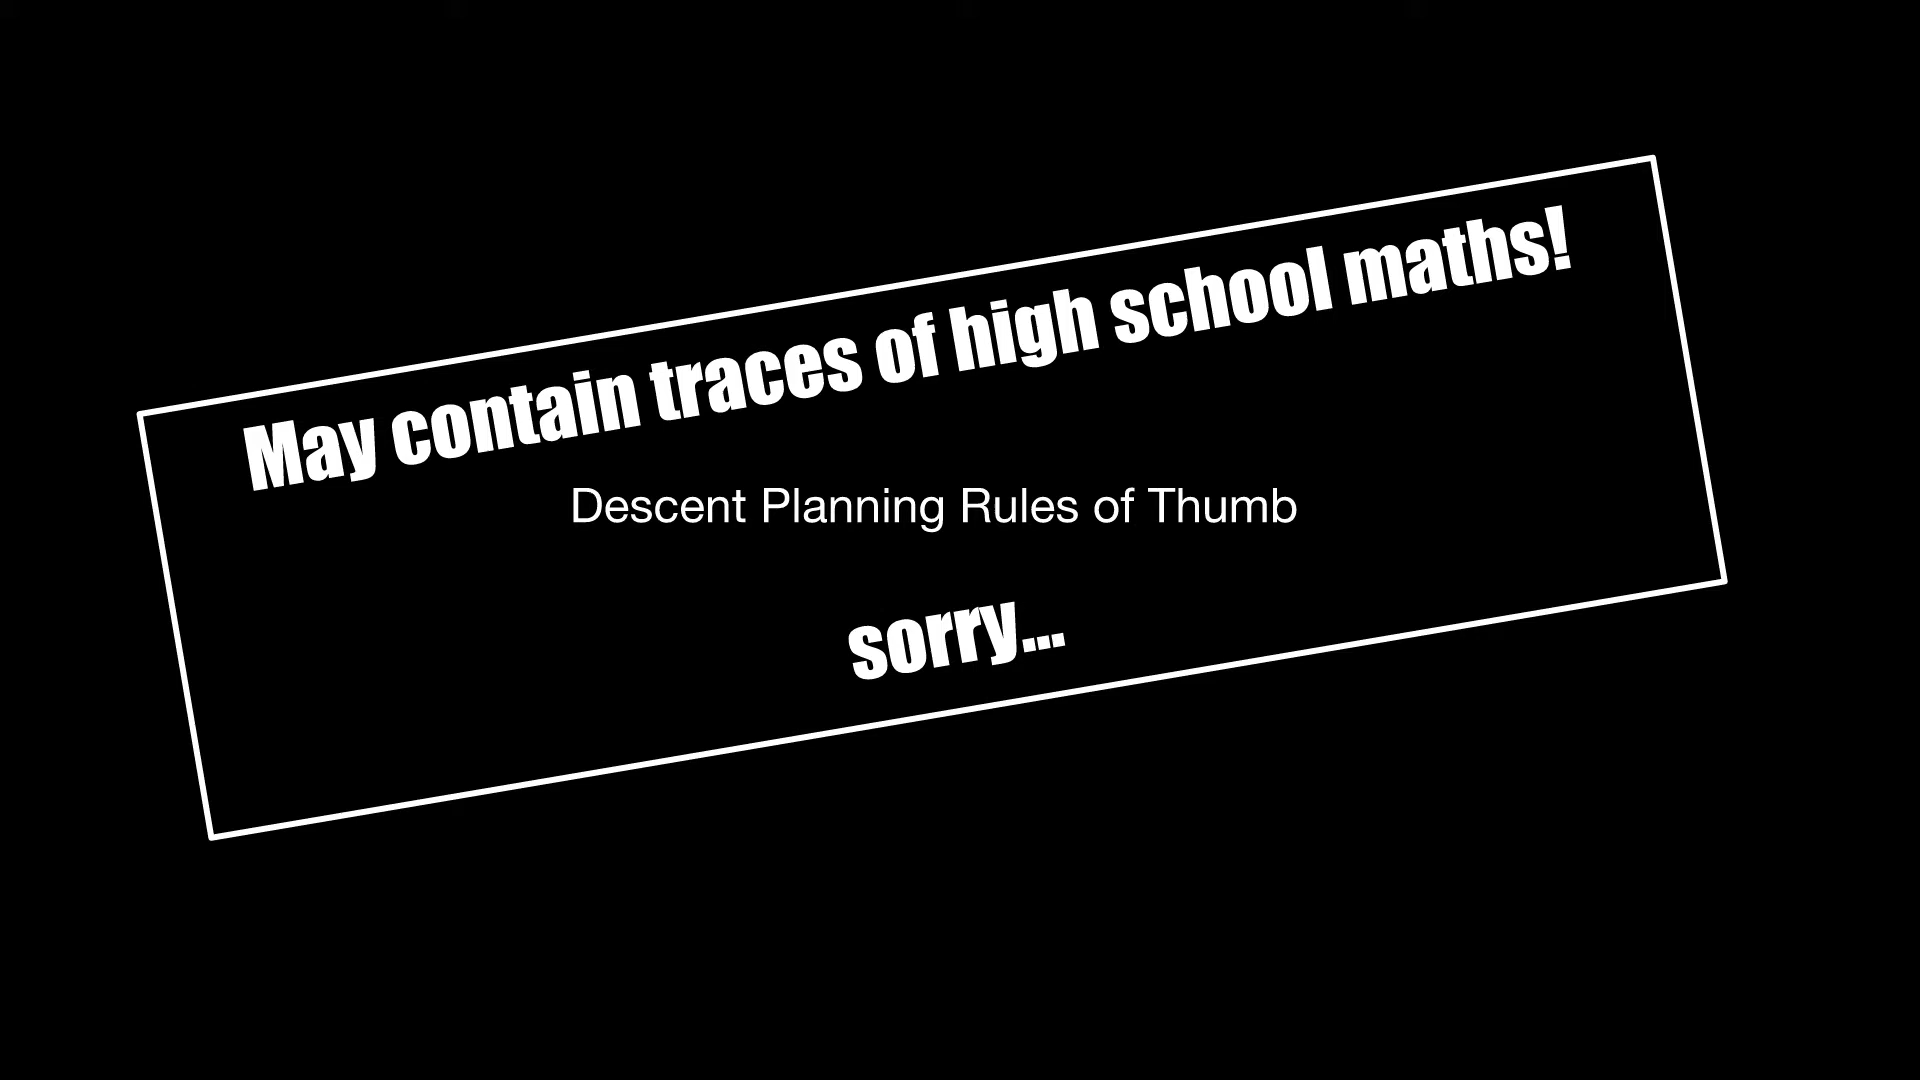 May contain traces of high school maths!
Descent Planning Rules of Thumb
sorry...